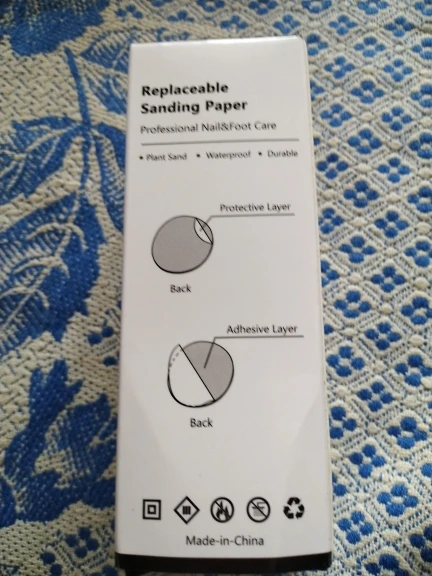 Replaceable
Sanding Paper
Professional Nail&Foot Care
• Plant Sand • Waterproof • Durable
Protective Layer
Back
Adhesive Layer
Back
Made-in-China